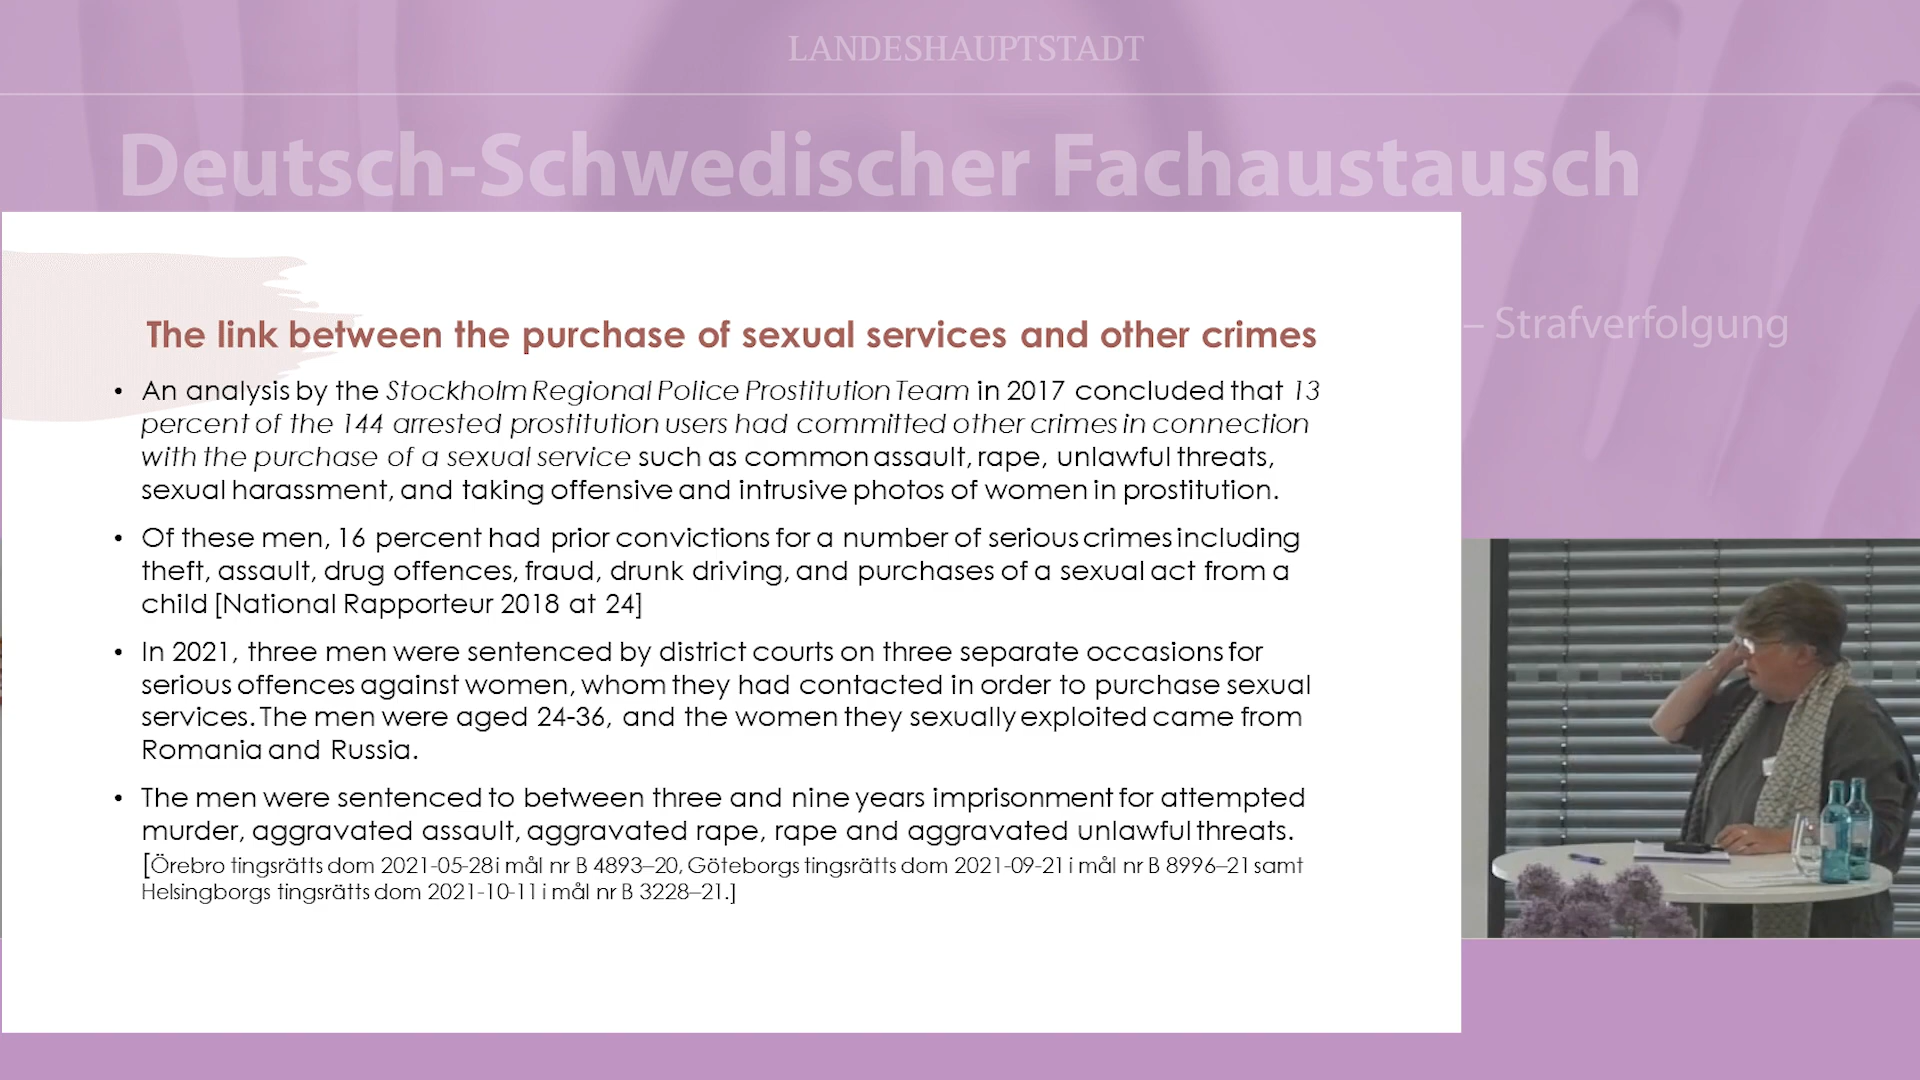 LANDESHAUPTSTADT
Deutsch-Schwedischer Fachaustausch
– Strafverfolgung
The link between the purchase of sexual services and other crimes
• An analysis by the Stockholm Regional Police Prostitution Team in 2017 concluded that 13
percent of the 144 arrested prostitution users had committed other crimes in connection
with the purchase of a sexual service such as common assault, rape, unlawful threats,
sexual harassment, and taking offensive and intrusive photos of women in prostitution.
• Of these men, 16 percent had prior convictions for a number of serious crimes including
theft, assault, drug offences, fraud, drunk driving, and purchases of a sexual act from a
child [National Rapporteur 2018 at 24]
• In 2021, three men were sentenced by district courts on three separate occasions for
serious offences against women, whom they had contacted in order to purchase sexual
services. The men were aged 24-36, and the women they sexually exploited came from
Romania and Russia.
• The men were sentenced to between three and nine years imprisonment for attempted
murder, aggravated assault, aggravated rape, rape and aggravated unlawful threats.
[Örebro tingsrätts dom 2021-05-28 i mål nr B 4893–20, Göteborgs tingsrätts dom 2021-09-21 i mål nr B 8996–21 samt
Helsingborgs tingsrätts dom 2021-10-11 i mål nr B 3228–21.]